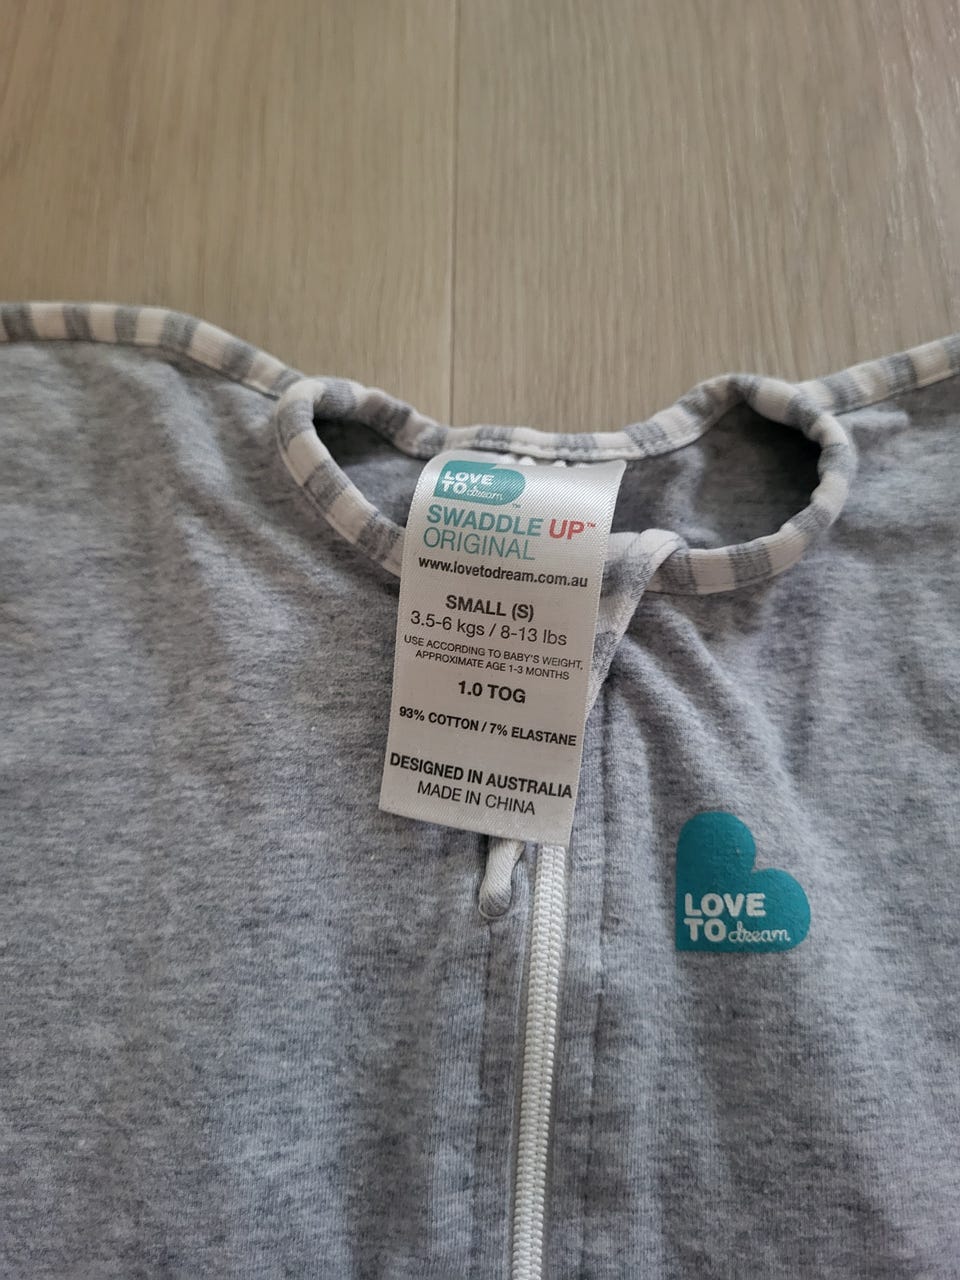 LOVE
TO dream™
SWADDLE UP™
ORIGINAL
www.lovetodream.com.au
SMALL (S)
3.5-6 kgs / 8-13 lbs
USE ACCORDING TO BABY'S WEIGHT,
APPROXIMATE AGE 1-3 MONTHS
1.0 TOG
93% COTTON / 7% ELASTANE
DESIGNED IN AUSTRALIA
MADE IN CHINA
LOVE
TO dream